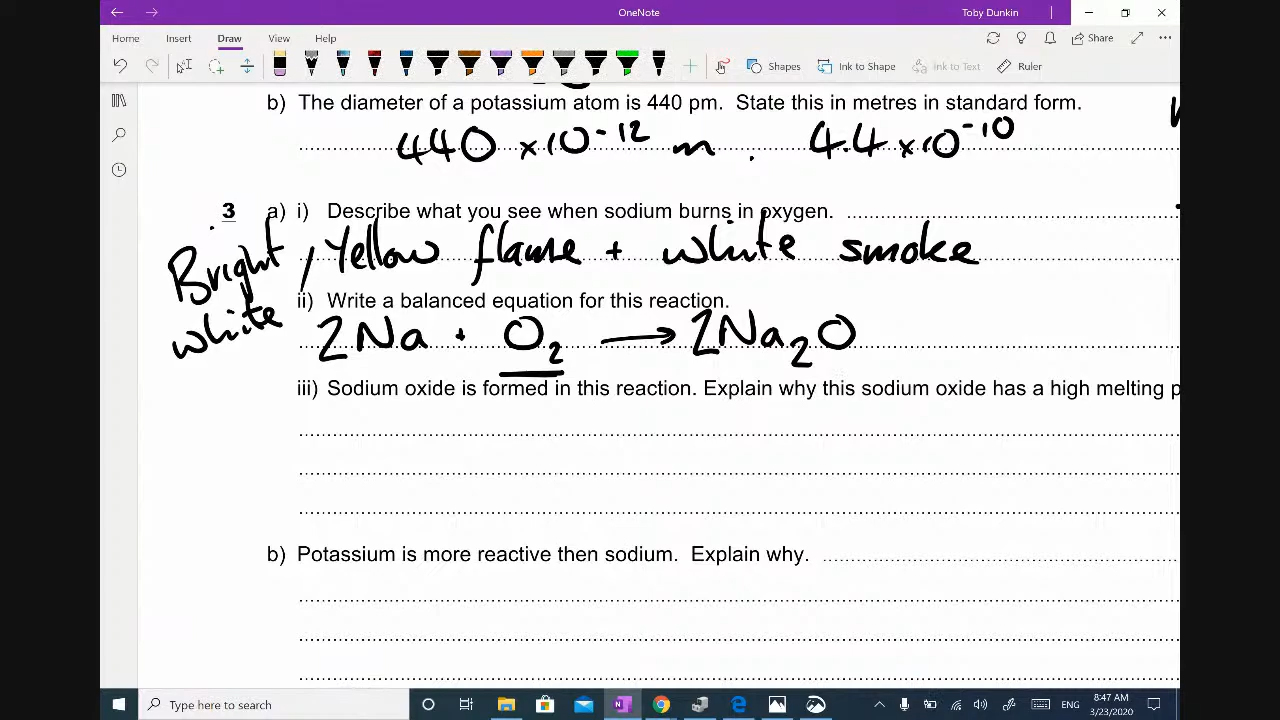 OneNote
Toby Dunkin
Home Insert Draw View Help
Share
Shapes Ink to Shape Ink to Text Ruler
b) The diameter of a potassium atom is 440 pm. State this in metres in standard form.
440 ×10-12 m . 4.4 ×10-10
3 a) i) Describe what you see when sodium burns in oxygen.
Bright, Yellow flame + white smoke
white
ii) Write a balanced equation for this reaction.
2Na + O2 → 2Na2O
iii) Sodium oxide is formed in this reaction. Explain why this sodium oxide has a high melting p
b) Potassium is more reactive then sodium. Explain why.
Type here to search
ENG
8:47 AM
3/23/2020